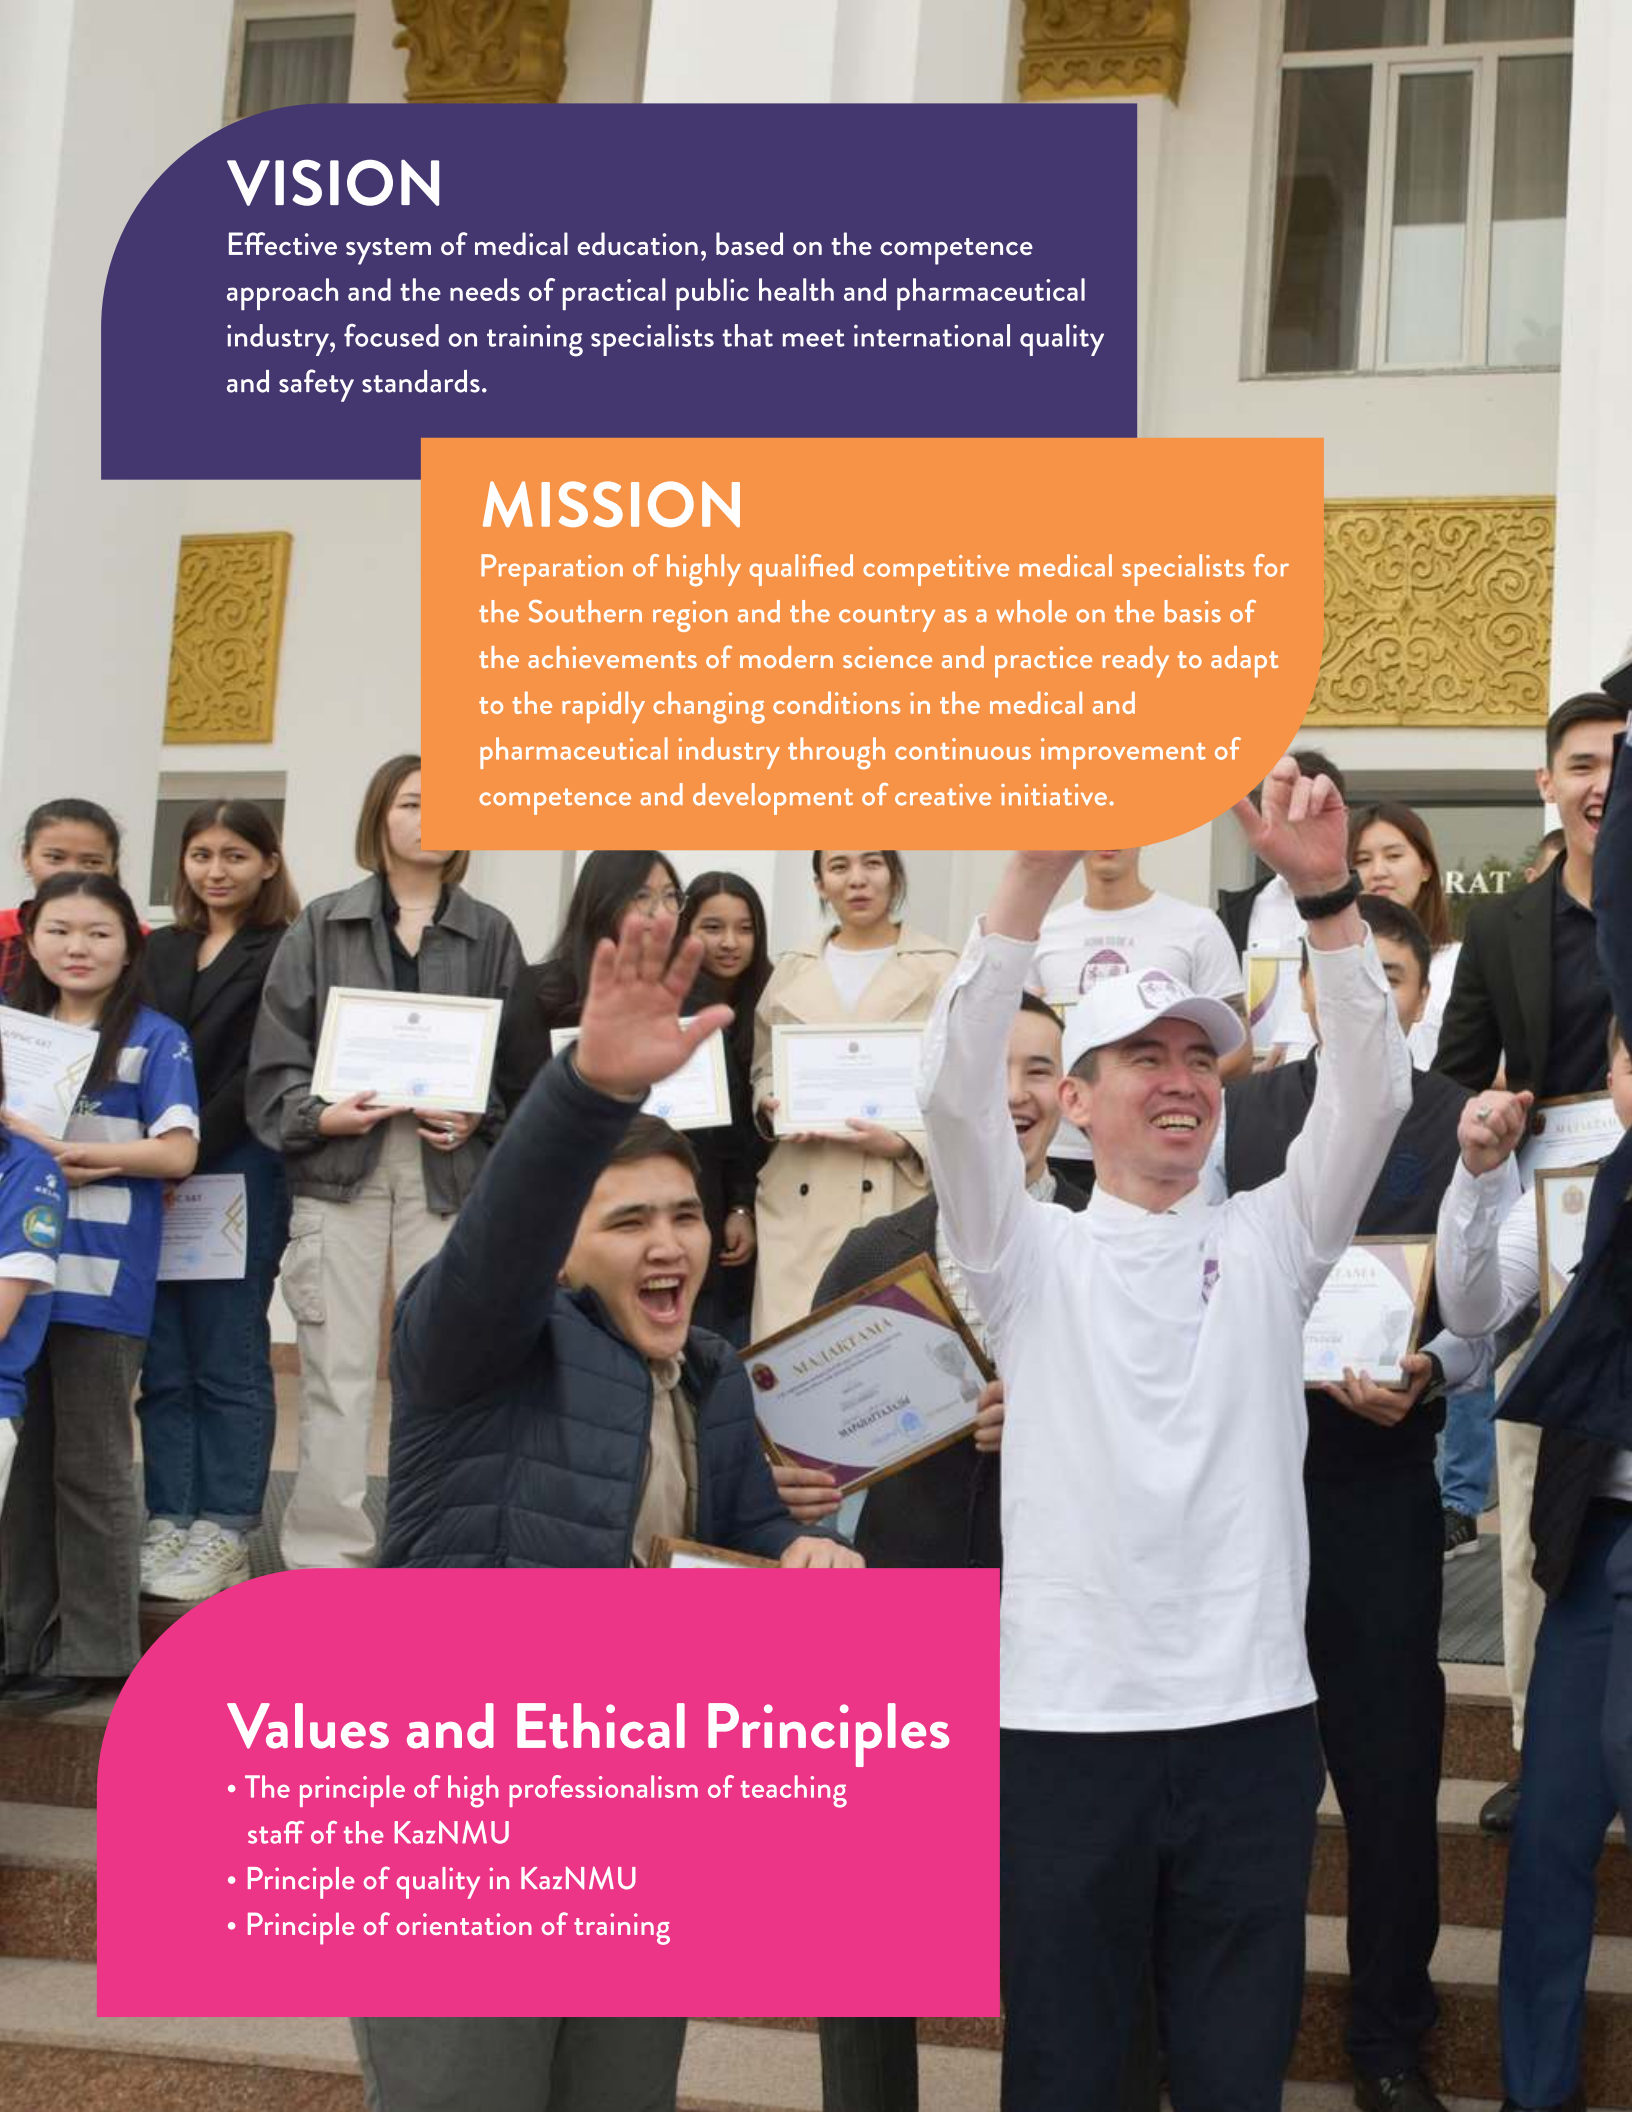 VISION
Effective system of medical education, based on the competence
approach and the needs of practical public health and pharmaceutical
industry, focused on training specialists that meet international quality
and safety standards.
MISSION
Preparation of highly qualified competitive medical specialists for
the Southern region and the country as a whole on the basis of
the achievements of modern science and practice ready to adapt
to the rapidly changing conditions in the medical and
pharmaceutical industry through continuous improvement of
competence and development of creative initiative.
RAT
МАДАҚТАМА
МАРАПАТТАЛАДЫ
Values and Ethical Principles
• The principle of high professionalism of teaching
staff of the KazNMU
• Principle of quality in KazNMU
• Principle of orientation of training